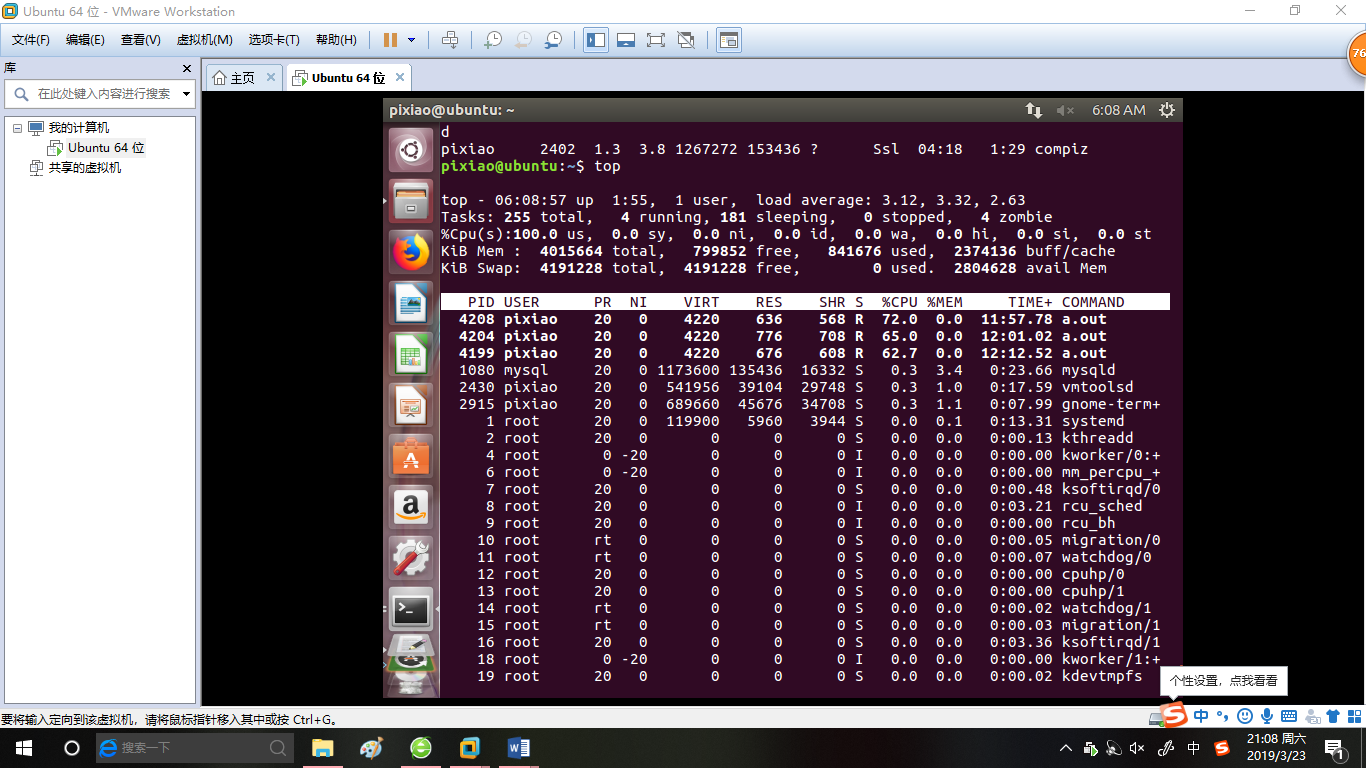 Ubuntu 64 位 - VMware Workstation
文件(F) 编辑(E) 查看(V) 虚拟机(M) 选项卡(T) 帮助(H)
76
库
主页 Ubuntu 64 位
在此处键入内容进行搜索
我的计算机
Ubuntu 64 位
共享的虚拟机
pixiao@ubuntu: ~ 6:08 AM
d
pixiao 2402 1.3 3.8 1267272 153436 ? Ssl 04:18 1:29 compiz
pixiao@ubuntu:~$ top
top - 06:08:57 up 1:55, 1 user, load average: 3.12, 3.32, 2.63
Tasks: 255 total, 4 running, 181 sleeping, 0 stopped, 4 zombie
%Cpu(s):100.0 us, 0.0 sy, 0.0 ni, 0.0 id, 0.0 wa, 0.0 hi, 0.0 si, 0.0 st
KiB Mem : 4015664 total, 799852 free, 841676 used, 2374136 buff/cache
KiB Swap: 4191228 total, 4191228 free, 0 used. 2804628 avail Mem
PID USER PR NI VIRT RES SHR S %CPU %MEM TIME+ COMMAND
4208 pixiao 20 0 4220 636 568 R 72.0 0.0 11:57.78 a.out
4204 pixiao 20 0 4220 776 708 R 65.0 0.0 12:01.02 a.out
4199 pixiao 20 0 4220 676 608 R 62.7 0.0 12:12.52 a.out
1080 mysql 20 0 1173600 135436 16332 S 0.3 3.4 0:23.66 mysqld
2430 pixiao 20 0 541956 39104 29748 S 0.3 1.0 0:17.59 vmtoolsd
2915 pixiao 20 0 689660 45676 34708 S 0.3 1.1 0:07.99 gnome-term+
1 root 20 0 119900 5960 3944 S 0.0 0.1 0:13.31 systemd
2 root 20 0 0 0 0 S 0.0 0.0 0:00.13 kthreadd
4 root 0 -20 0 0 0 I 0.0 0.0 0:00.00 kworker/0:+
6 root 0 -20 0 0 0 I 0.0 0.0 0:00.00 mm_percpu_+
7 root 20 0 0 0 0 S 0.0 0.0 0:00.48 ksoftirqd/0
8 root 20 0 0 0 0 I 0.0 0.0 0:03.21 rcu_sched
9 root 20 0 0 0 0 I 0.0 0.0 0:00.00 rcu_bh
10 root rt 0 0 0 0 S 0.0 0.0 0:00.05 migration/0
11 root rt 0 0 0 0 S 0.0 0.0 0:00.07 watchdog/0
12 root 20 0 0 0 0 S 0.0 0.0 0:00.00 cpuhp/0
13 root 20 0 0 0 0 S 0.0 0.0 0:00.00 cpuhp/1
14 root rt 0 0 0 0 S 0.0 0.0 0:00.02 watchdog/1
15 root rt 0 0 0 0 S 0.0 0.0 0:00.03 migration/1
16 root 20 0 0 0 0 S 0.0 0.0 0:03.36 ksoftirqd/1
18 root 0 -20 0 0 0 I 0.0 0.0 0:00.00 kworker/1:+
19 root 20 0 0 0 0 S 0.0 0.0 0:00.02 kdevtmpfs
个性设置，点我看看
要将输入定向到该虚拟机，请将鼠标指针移入其中或按 Ctrl+G。
中
搜索一下
中
21:08 周六
2019/3/23
1